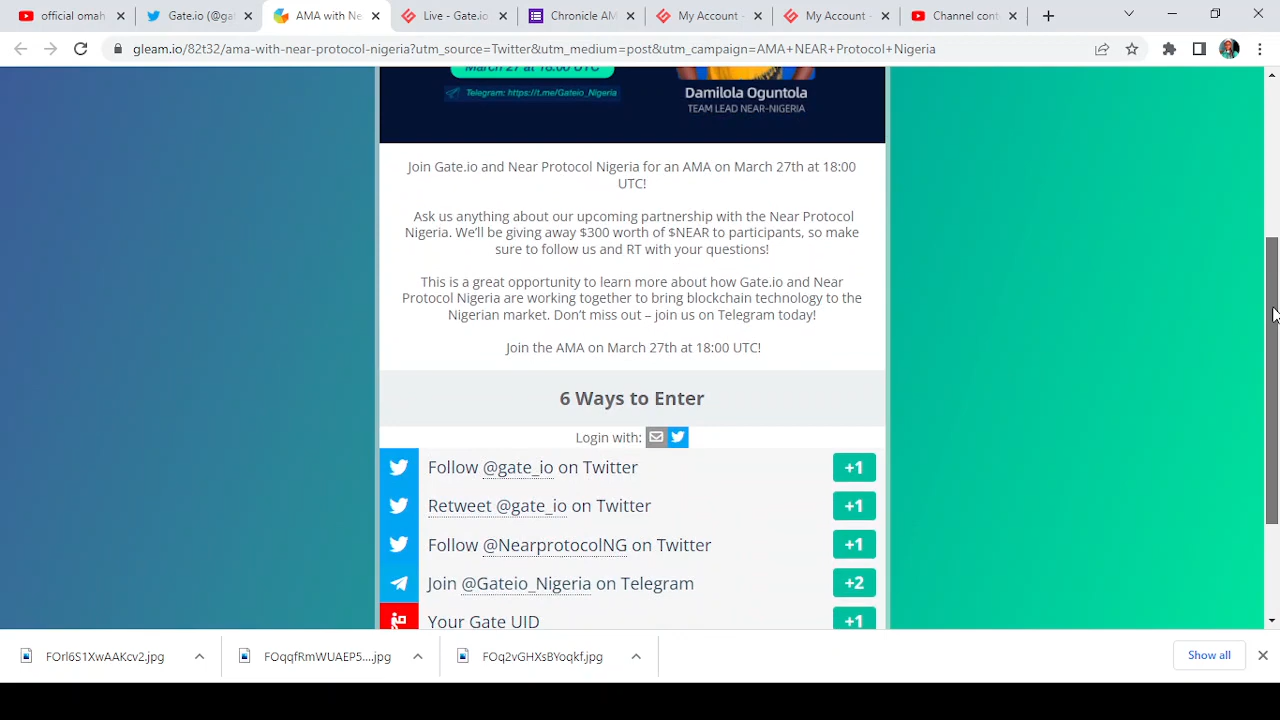 official omah
Gate.io (@gat
AMA with Ne
Live - Gate.io
Chronicle AM
My Account -
My Account -
Channel cont
gleam.io/82t32/ama-with-near-protocol-nigeria?utm_source=Twitter&utm_medium=post&utm_campaign=AMA+NEAR+Protocol+Nigeria
March 27 at 18:00 UTC
Telegram: https://t.me/Gateio_Nigeria
Damilola Oguntola
TEAM LEAD NEAR-NIGERIA
Join Gate.io and Near Protocol Nigeria for an AMA on March 27th at 18:00
UTC!
Ask us anything about our upcoming partnership with the Near Protocol
Nigeria. We'll be giving away $300 worth of $NEAR to participants, so make
sure to follow us and RT with your questions!
This is a great opportunity to learn more about how Gate.io and Near
Protocol Nigeria are working together to bring blockchain technology to the
Nigerian market. Don't miss out – join us on Telegram today!
Join the AMA on March 27th at 18:00 UTC!
6 Ways to Enter
Login with:
Follow @gate_io on Twitter +1
Retweet @gate_io on Twitter +1
Follow @NearprotocolNG on Twitter +1
Join @Gateio_Nigeria on Telegram +2
Your Gate UID +1
FOrl6S1XwAAKcv2.jpg
FOqqfRmWUAEP5....jpg
FOq2vGHXsBYoqkf.jpg
Show all